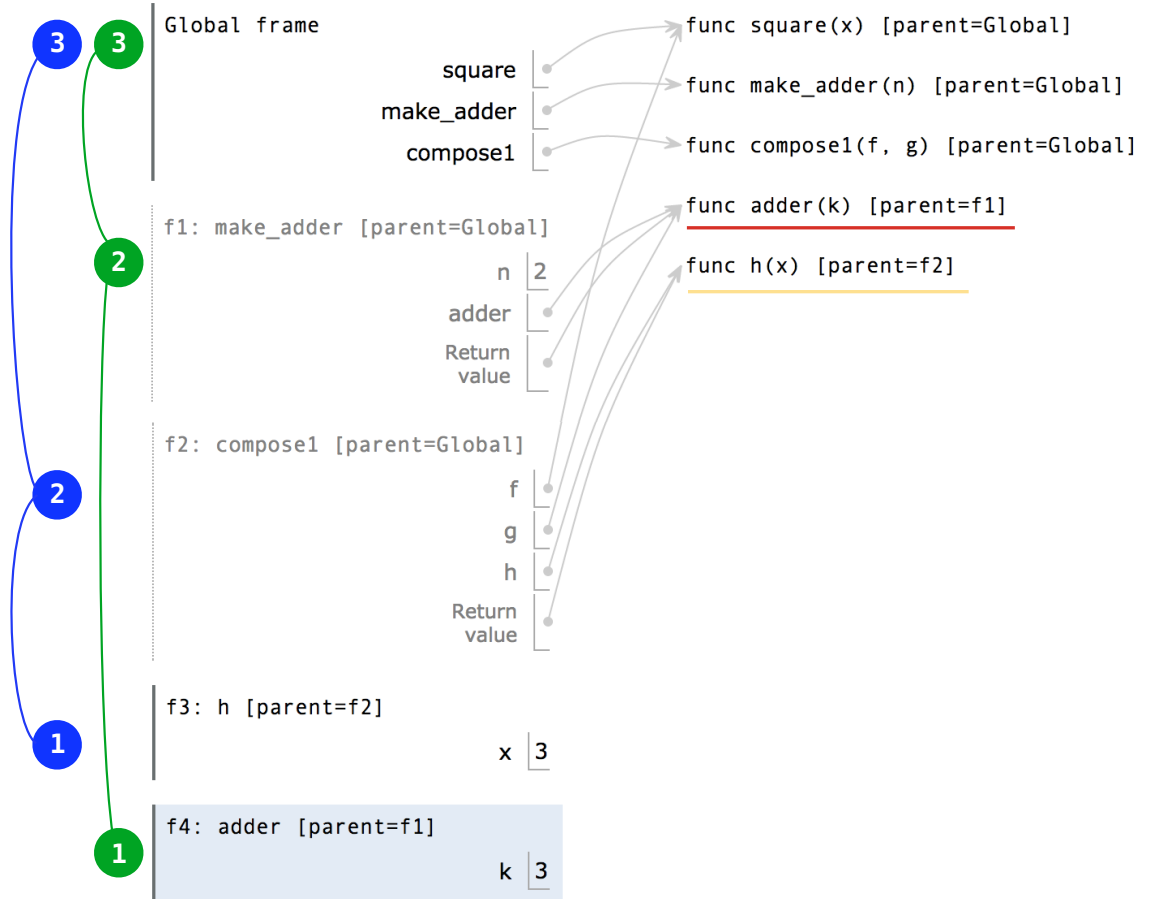 3 3 Global frame func square(x) [parent=Global]
square
make_adder func make_adder(n) [parent=Global]
compose1 func compose1(f, g) [parent=Global]
func adder(k) [parent=f1]
f1: make_adder [parent=Global]
2 n 2 func h(x) [parent=f2]
adder
Return
value
f2: compose1 [parent=Global]
2 f
g
h
Return
value
f3: h [parent=f2]
1 x 3
f4: adder [parent=f1]
1 k 3